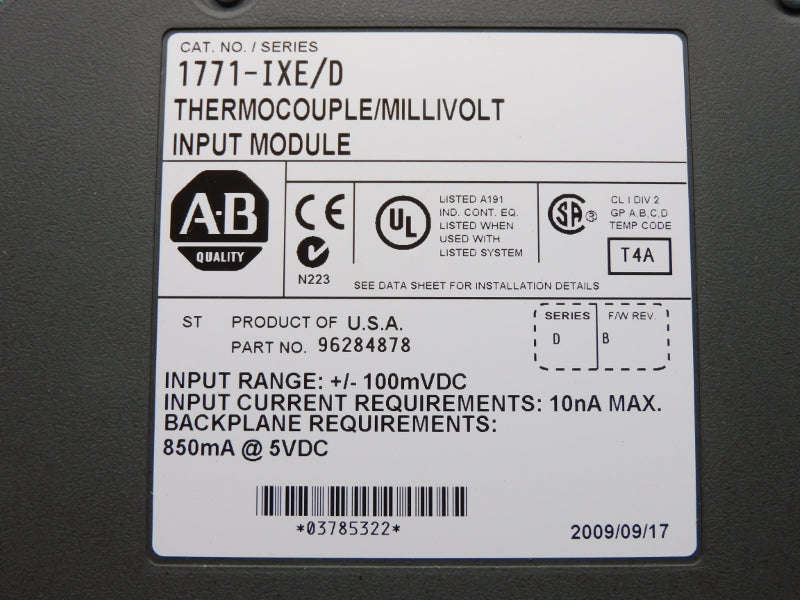 CAT. NO. / SERIES
1771-IXE/D
THERMOCOUPLE/MILLIVOLT
INPUT MODULE
A-B
QUALITY
CE
N223
UL
LISTED A191
IND. CONT. EQ.
LISTED WHEN
USED WITH
LISTED SYSTEM
SA ®
CL I DIV 2
GP A,B,C,D
TEMP CODE
T4A
SEE DATA SHEET FOR INSTALLATION DETAILS
ST PRODUCT OF U.S.A.
PART NO. 96284878
SERIES F/W REV.
D B
INPUT RANGE: +/- 100mVDC
INPUT CURRENT REQUIREMENTS: 10nA MAX.
BACKPLANE REQUIREMENTS:
850mA @ 5VDC
*03785322*
2009/09/17